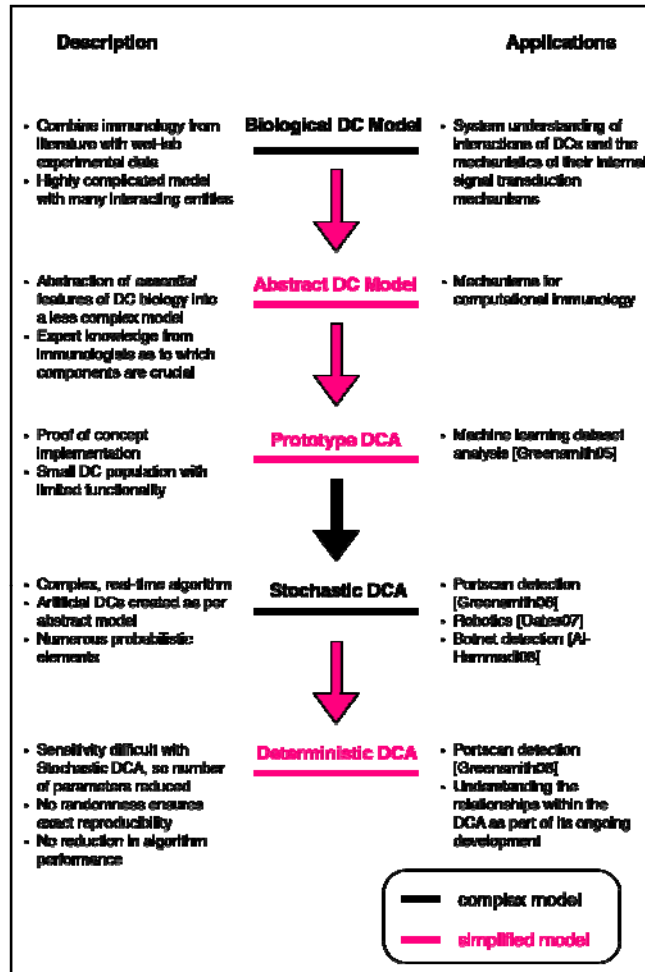 Description
Applications
Biological DC Model
• Combine immunology from
literature with wet-lab
experimental data
• Highly complicated model
with many interacting entities
• System understanding of
interactions of DCs and the
mechanistics of their internal
signal transduction
mechanisms
Abstract DC Model
• Abstraction of essential
features of DC biology into
a less complex model
• Expert knowledge from
immunologists as to which
components are crucial
• Mechanisms for
computational immunology
Prototype DCA
• Proof of concept
implementation
• Small DC population with
limited functionality
• Machine learning dataset
analysis [Greensmith05]
Stochastic DCA
• Complex, real-time algorithm
• Artificial DCs created as per
abstract model
• Numerous probabilistic
elements
• Portscan detection
[Greensmith06]
• Robotics [Oates07]
• Botnet detection [Al-
Hammadi08]
Deterministic DCA
• Sensitivity difficult with
Stochastic DCA, so number
of parameters reduced
• No randomness ensures
exact reproducibility
• No reduction in algorithm
performance
• Portscan detection
[Greensmith08]
• Understanding the
relationships within the
DCA as part of its ongoing
development
complex model
simplified model